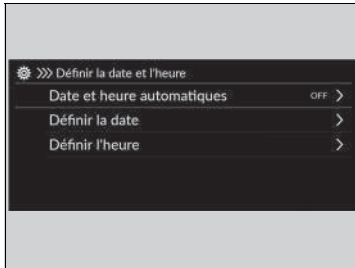 Définir la date et l'heure
Date et heure automatiques OFF
Définir la date
Définir l'heure